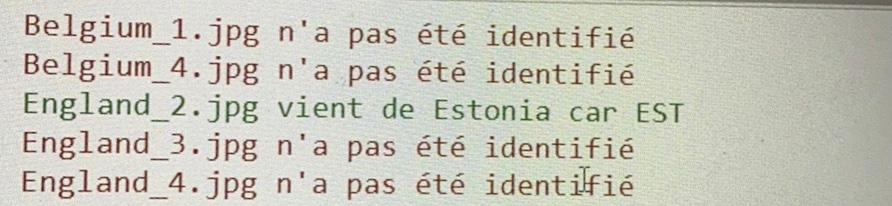 Belgium_1.jpg n'a pas été identifié
Belgium_4.jpg n'a pas été identifié
England_2.jpg vient de Estonia car EST
England_3.jpg n'a pas été identifié
England_4.jpg n'a pas été identifié